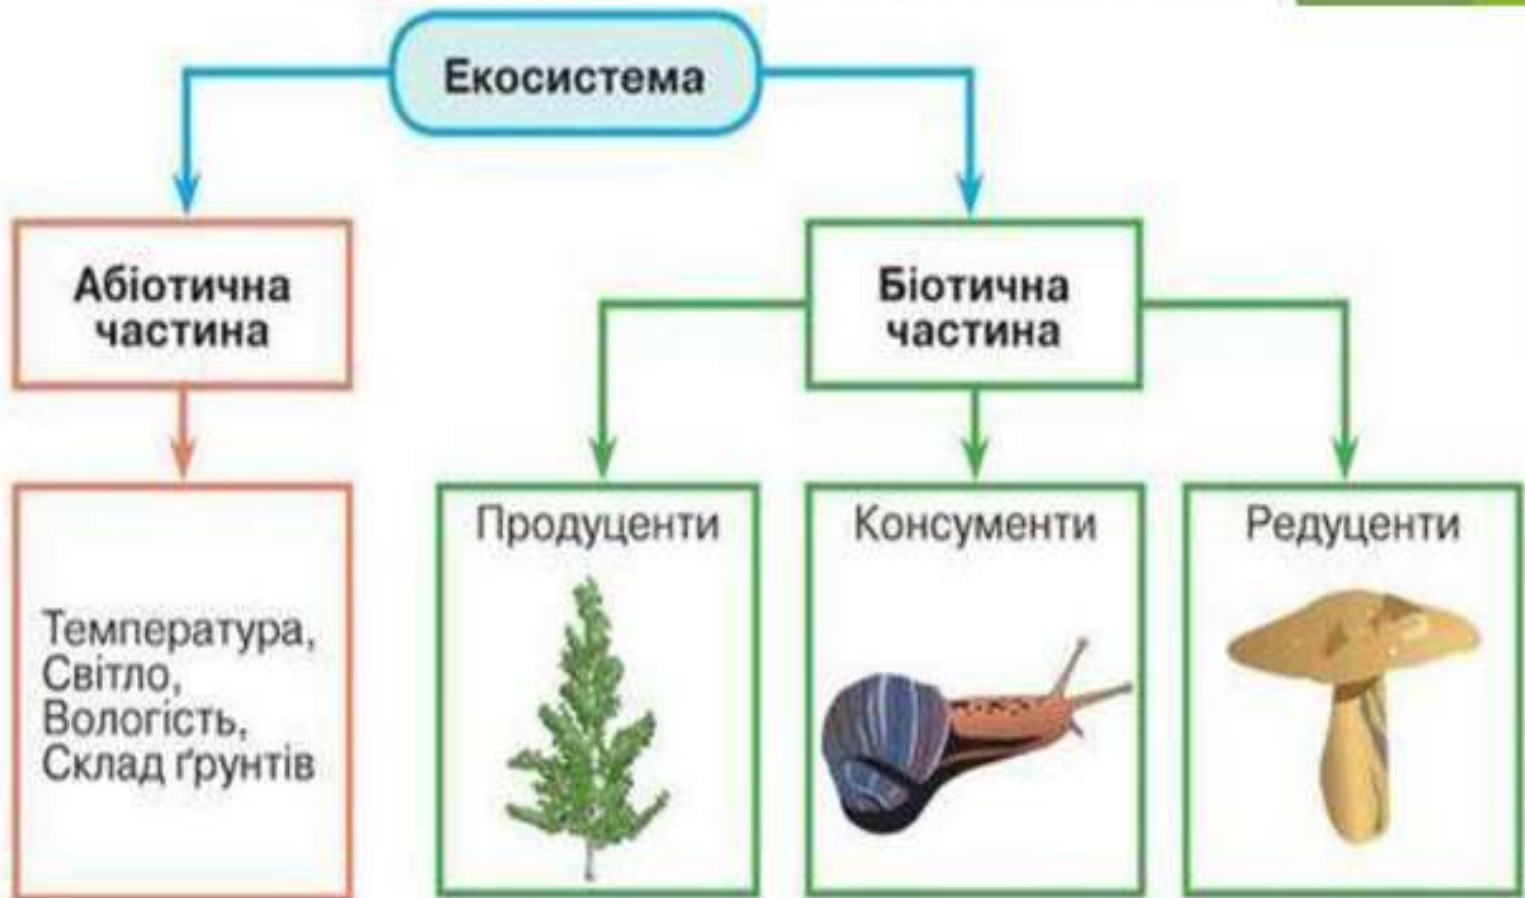 Екосистема
Абіотична
частина
Біотична
частина
Температура,
Світло,
Вологість,
Склад ґрунтів
Продуценти
Консументи
Редуценти